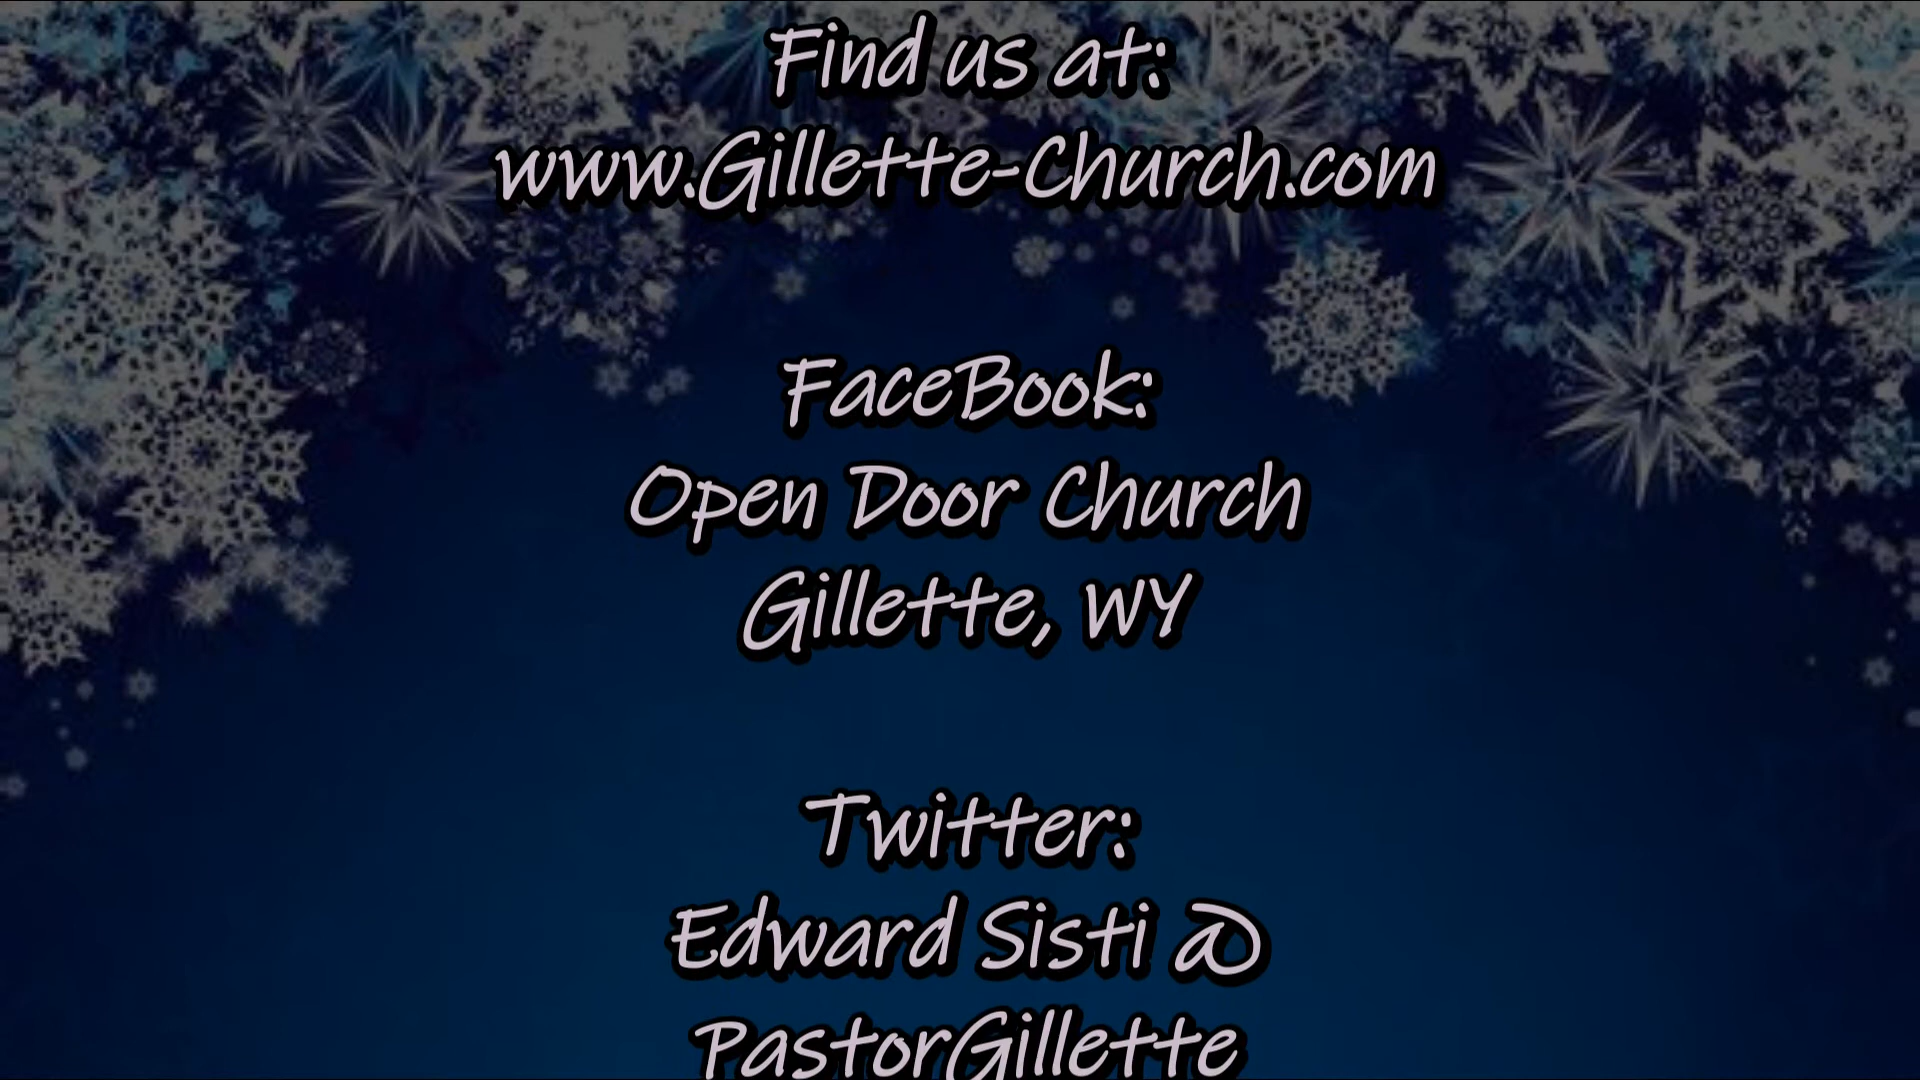 Find us at:
www.Gillette-Church.com
FaceBook:
Open Door Church
Gillette, WY
Twitter:
Edward Sisti @
PastorGillette